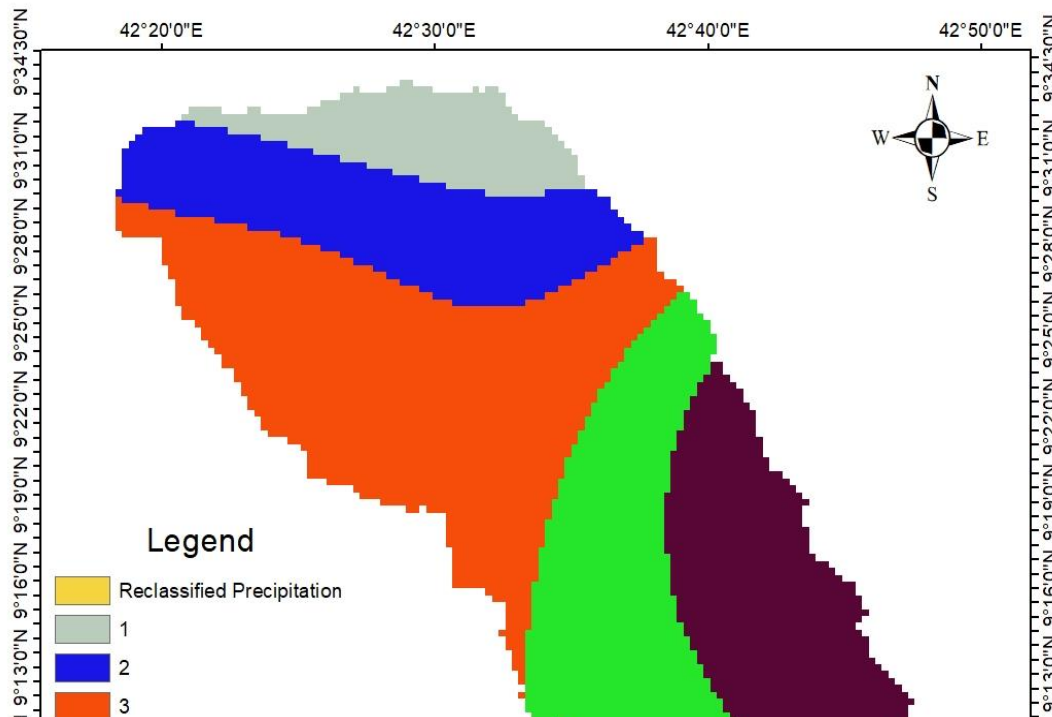 42°20'0"E 42°30'0"E 42°40'0"E 42°50'0"E
9°34'30"N 9°34'30"N
9°31'0"N 9°31'0"N
9°28'0"N 9°28'0"N
9°25'0"N 9°25'0"N
9°22'0"N 9°22'0"N
9°19'0"N 9°19'0"N
9°16'0"N 9°16'0"N
9°13'0"N 9°13'0"N
N
W E
S
Legend
Reclassified Precipitation
1
2
3